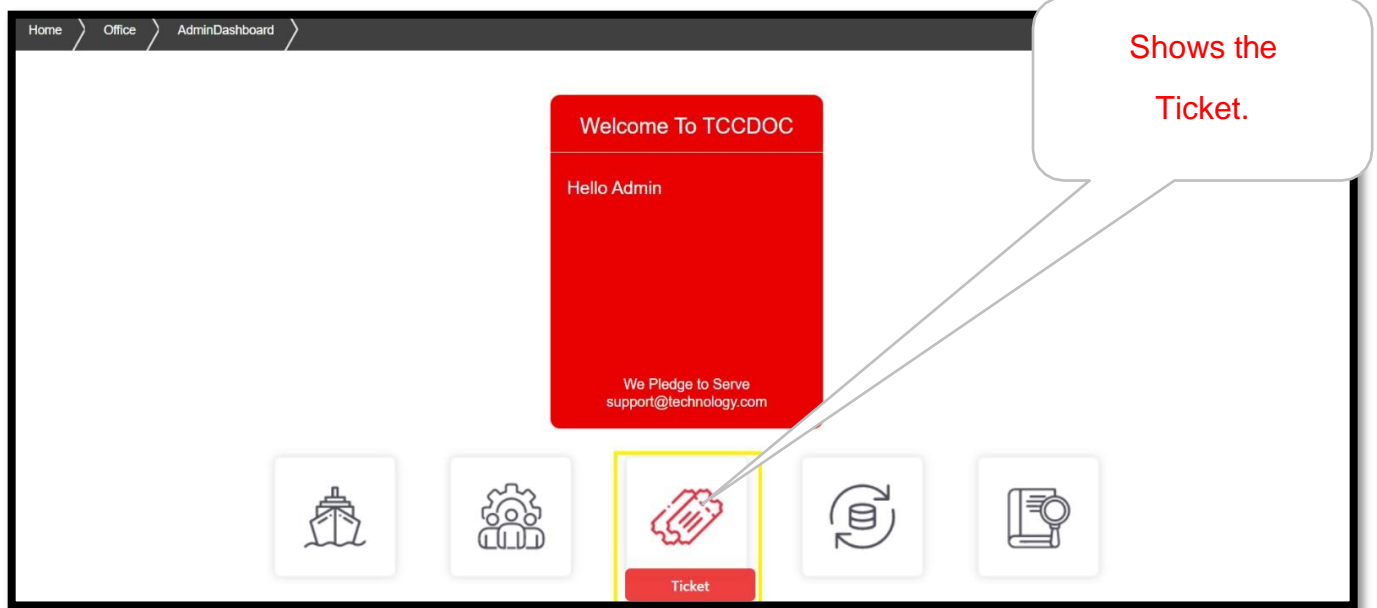 Home Office AdminDashboard
Shows the
Ticket.
Welcome To TCCDOC
Hello Admin
We Pledge to Serve
support@technology.com
Ticket